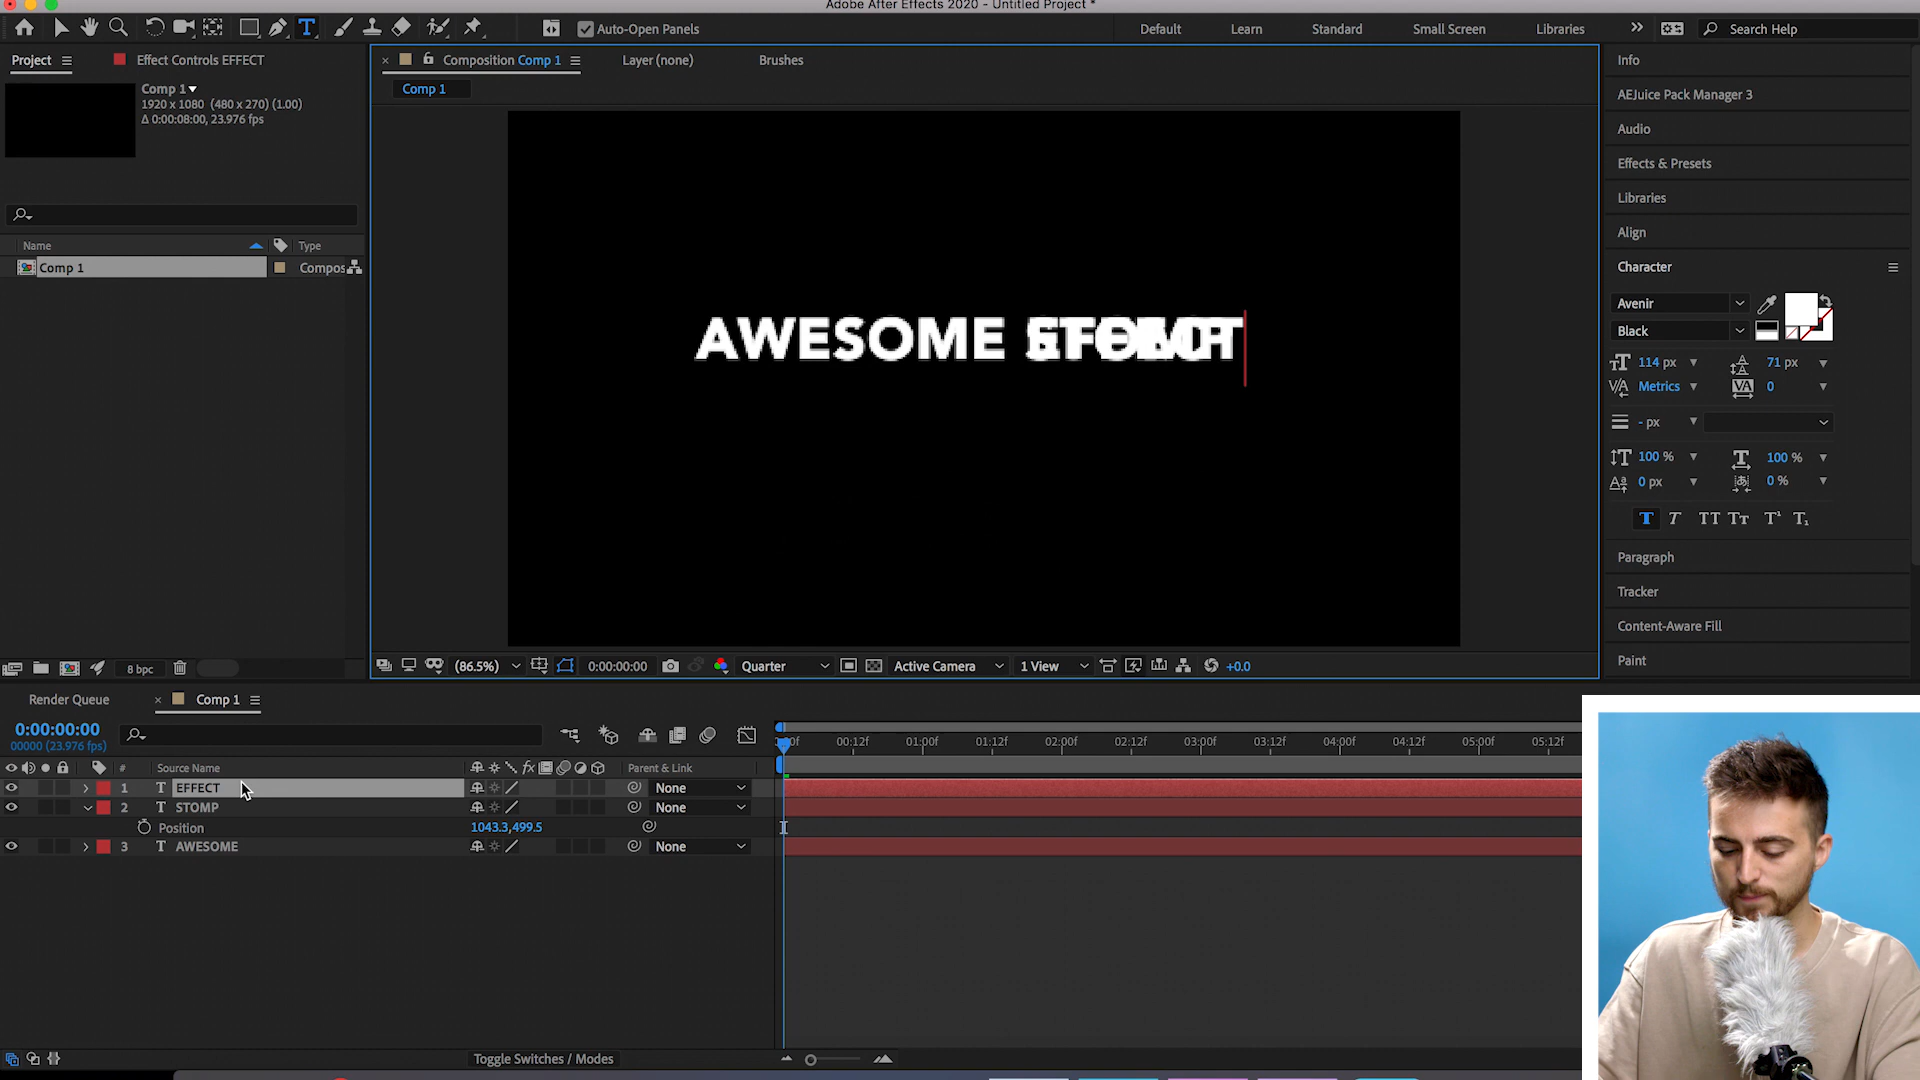 Adobe After Effects 2020 - Untitled Project *
Auto-Open Panels
Default
Learn
Standard
Small Screen
Libraries
Search Help
Project
Effect Controls EFFECT
Composition Comp 1
Layer (none)
Brushes
Comp 1
Comp 1
1920 x 1080 (480 x 270) (1.00)
Δ 0:00:08:00, 23.976 fps
Name
Type
Comp 1
Compos
AWESOME
Info
AEJuice Pack Manager 3
Audio
Effects & Presets
Libraries
Align
Character
Avenir
Black
114 px
71 px
Metrics
0
- px
100 %
100 %
0 px
0 %
Paragraph
Tracker
Content-Aware Fill
Paint
8 bpc
(86.5%)
0:00:00:00
Quarter
Active Camera
1 View
+0.0
Render Queue
Comp 1
0:00:00:00
00000 (23.976 fps)
00:12f
01:00f
01:12f
02:00f
02:12f
03:00f
03:12f
04:00f
04:12f
05:00f
05:12f
#
Source Name
Parent & Link
1 T EFFECT None
2 T STOMP None
Position 1043.3,499.5
3 T AWESOME None
Toggle Switches / Modes